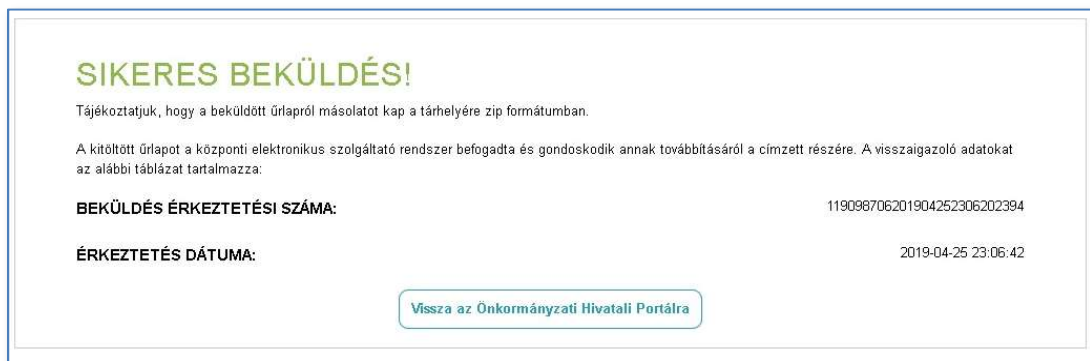 SIKERES BEKÜLDÉS!
Tájékoztatjuk, hogy a beküldött űrlapról másolatot kap a tárhelyére zip formátumban.
A kitöltött űrlapot a központi elektronikus szolgáltató rendszer befogadta és gondoskodik annak továbbításáról a címzett részére. A visszaigazoló adatokat
az alábbi táblázat tartalmazza:
BEKÜLDÉS ÉRKEZTETÉSI SZÁMA: 119098706201904252306202394
ÉRKEZTETÉS DÁTUMA: 2019-04-25 23:06:42
Vissza az Önkormányzati Hivatali Portálra